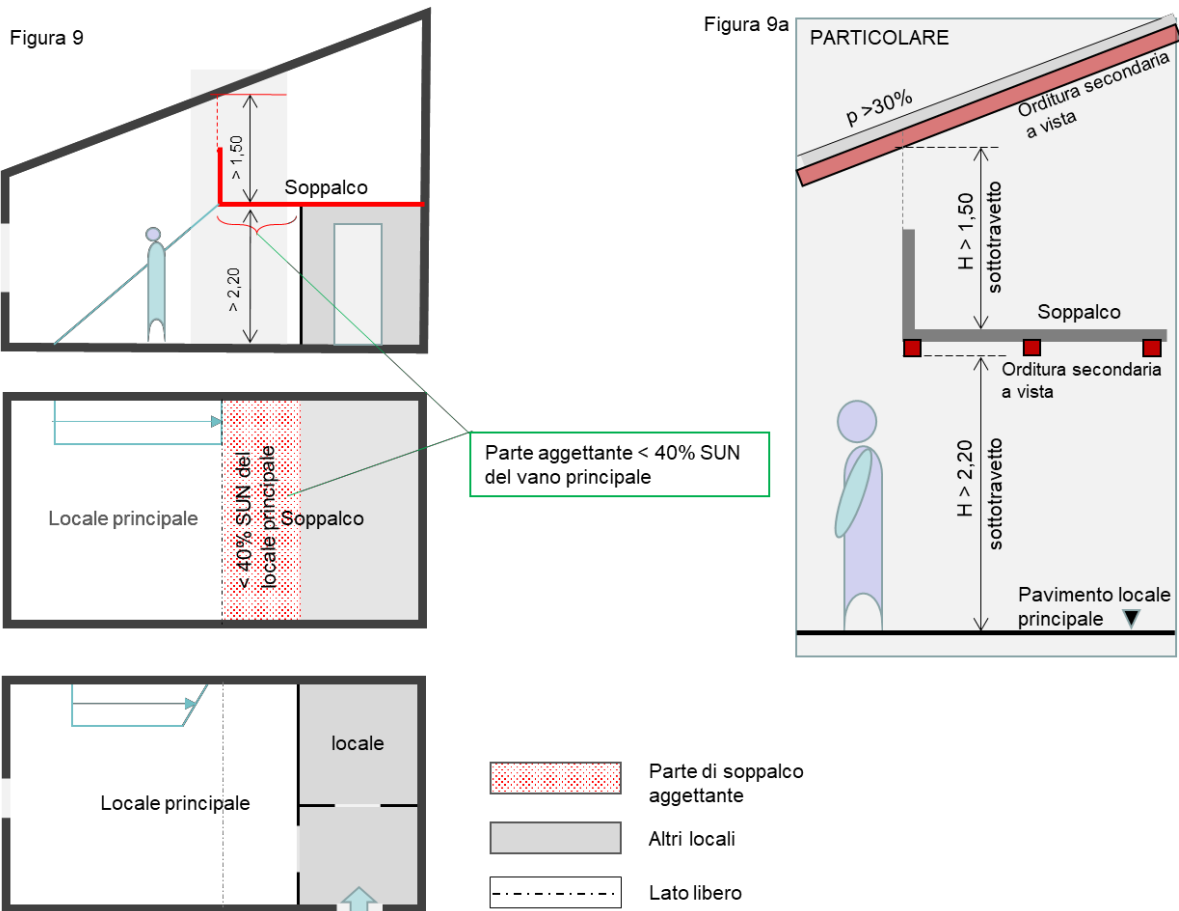 Figura 9
> 1,50
Soppalco
> 2,20
Figura 9a
PARTICOLARE
p >30%
Orditura secondaria
a vista
H > 1,50
sottotravetto
Soppalco
Orditura secondaria
a vista
H > 2,20
sottotravetto
Pavimento locale
principale
Parte aggettante < 40% SUN
del vano principale
Locale principale
< 40% SUN del
locale principale
Soppalco
locale
Locale principale
Parte di soppalco
aggettante
Altri locali
Lato libero